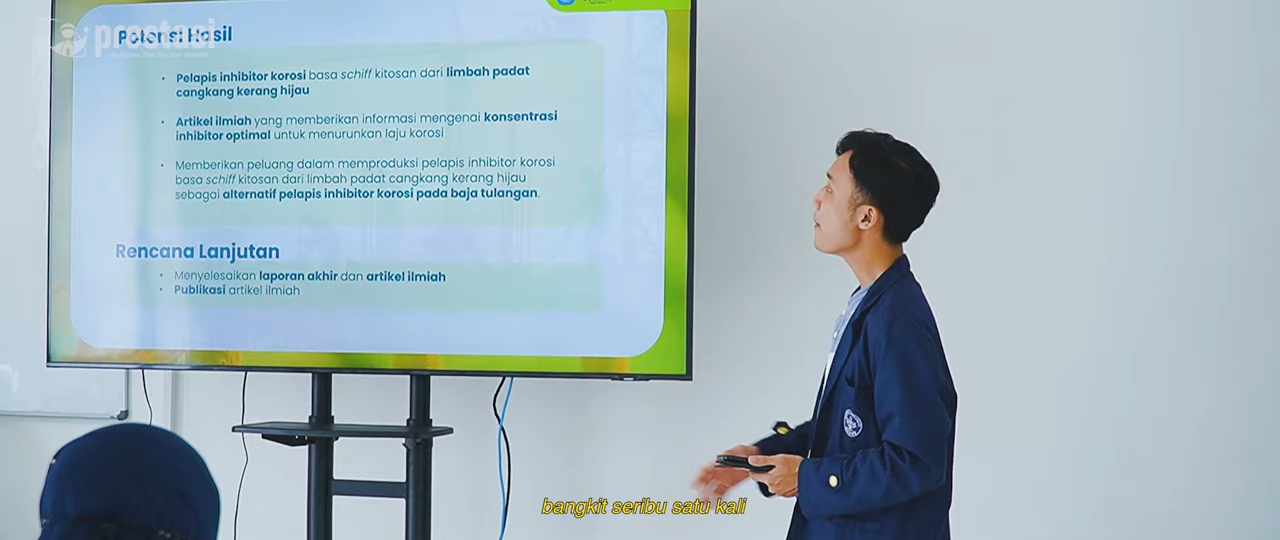 prestasi
Potensi Hasil
• Pelapis inhibitor korosi basa schiff kitosan dari limbah padat
cangkang kerang hijau
• Artikel ilmiah yang memberikan informasi mengenai konsentrasi
inhibitor optimal untuk menurunkan laju korosi
• Memberikan peluang dalam memproduksi pelapis inhibitor korosi
basa schiff kitosan dari limbah padat cangkang kerang hijau
sebagai alternatif pelapis inhibitor korosi pada baja tulangan.
Rencana Lanjutan
• Menyelesaikan laporan akhir dan artikel ilmiah
• Publikasi artikel ilmiah
bangkit seribu satu kali